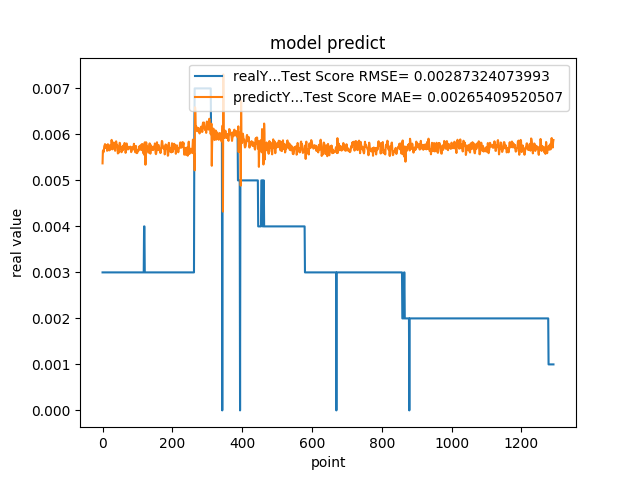 model predict
realY...Test Score RMSE= 0.00287324073993
predictY...Test Score MAE= 0.00265409520507
0.007
0.006
0.005
0.004
0.003
0.002
0.001
0.000
real value
0 200 400 600 800 1000 1200
point